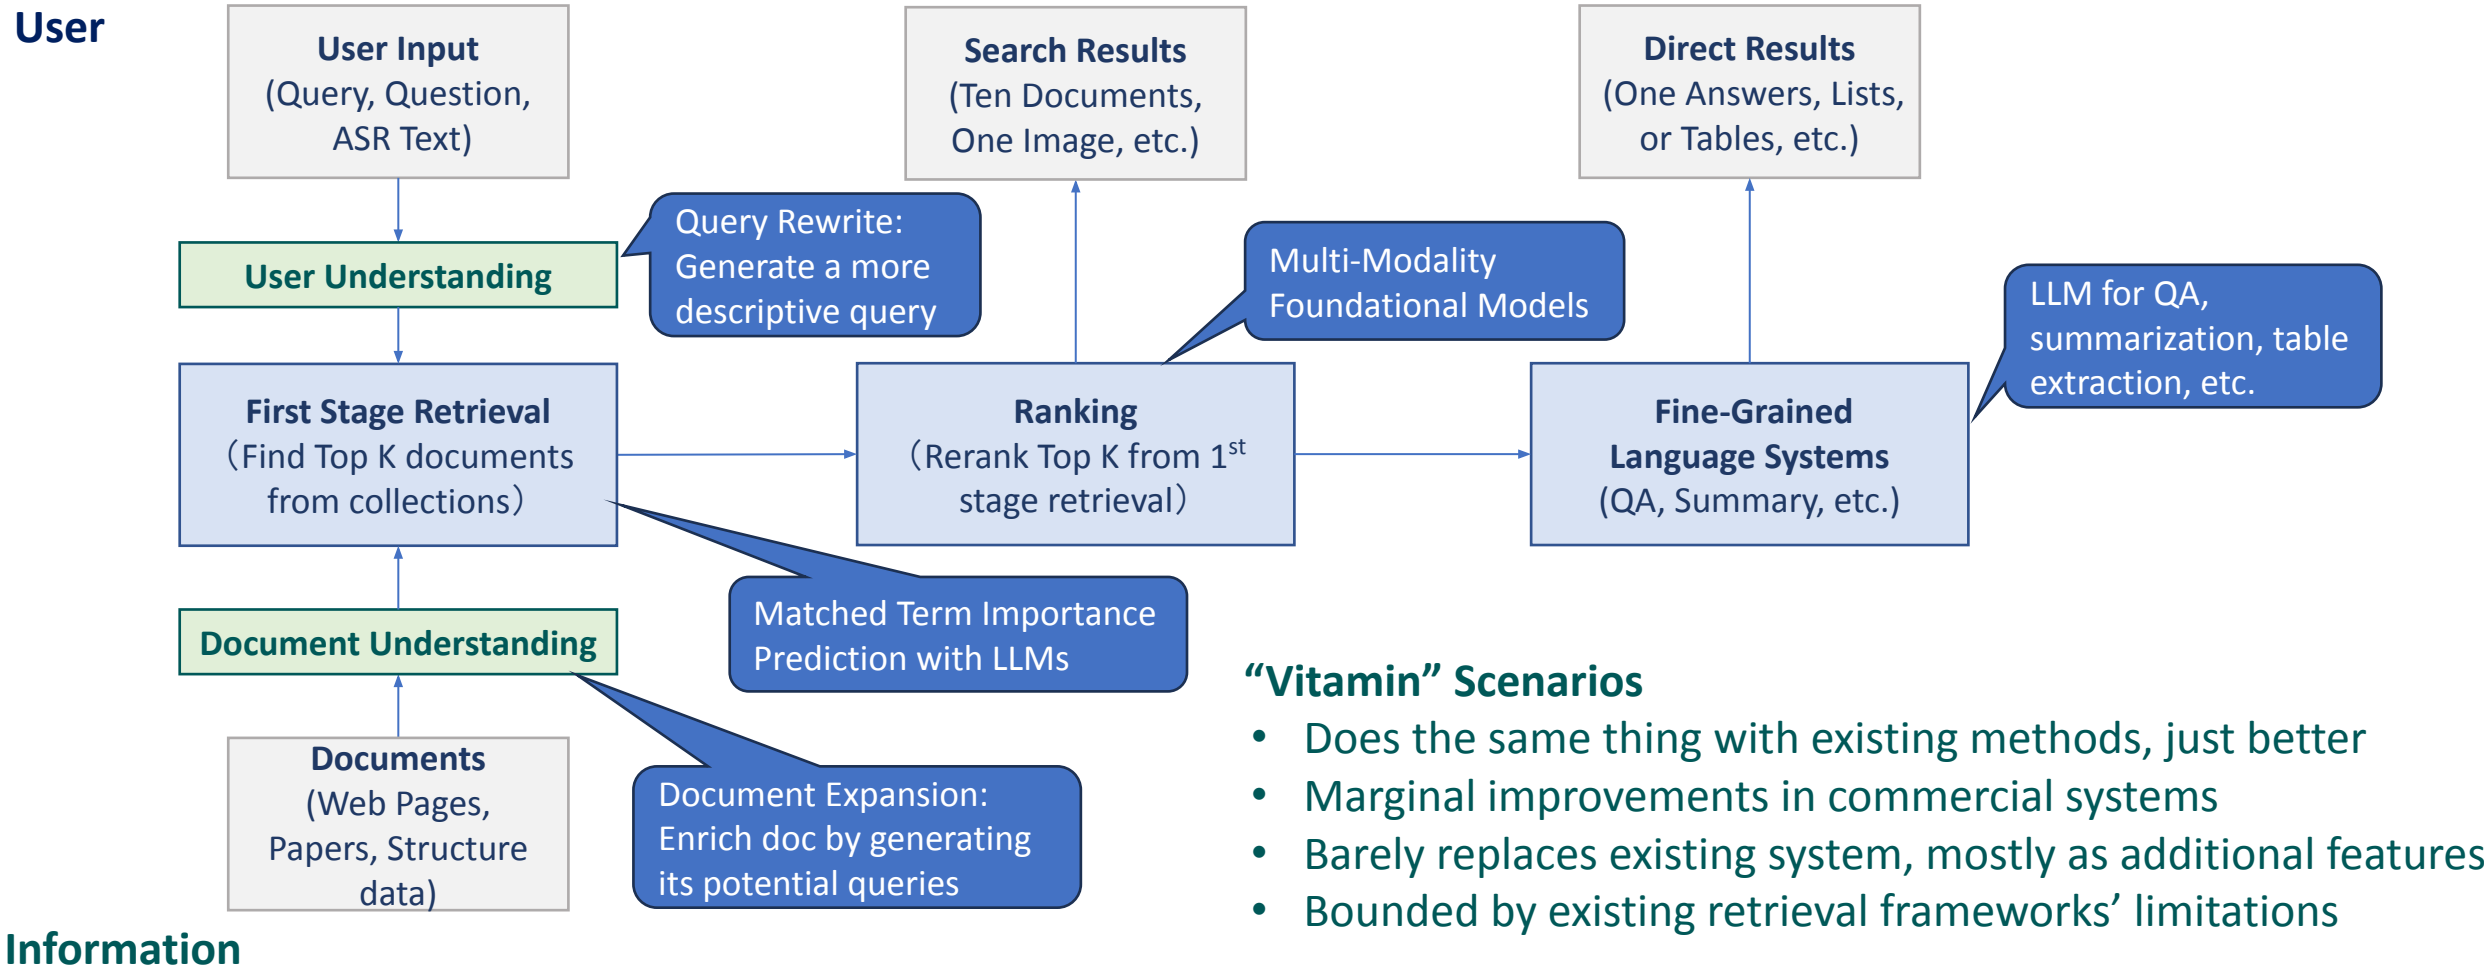 User
User Input
(Query, Question,
ASR Text)
Search Results
(Ten Documents,
One Image, etc.)
Direct Results
(One Answers, Lists,
or Tables, etc.)
Query Rewrite:
Generate a more
descriptive query
User Understanding
Multi-Modality
Foundational Models
LLM for QA,
summarization, table
extraction, etc.
First Stage Retrieval
（Find Top K documents
from collections）
Ranking
（Rerank Top K from 1st
stage retrieval）
Fine-Grained
Language Systems
(QA, Summary, etc.)
Matched Term Importance
Prediction with LLMs
Document Understanding
Documents
(Web Pages,
Papers, Structure
data)
Document Expansion:
Enrich doc by generating
its potential queries
“Vitamin” Scenarios
• Does the same thing with existing methods, just better
• Marginal improvements in commercial systems
• Barely replaces existing system, mostly as additional features
• Bounded by existing retrieval frameworks’ limitations
Information